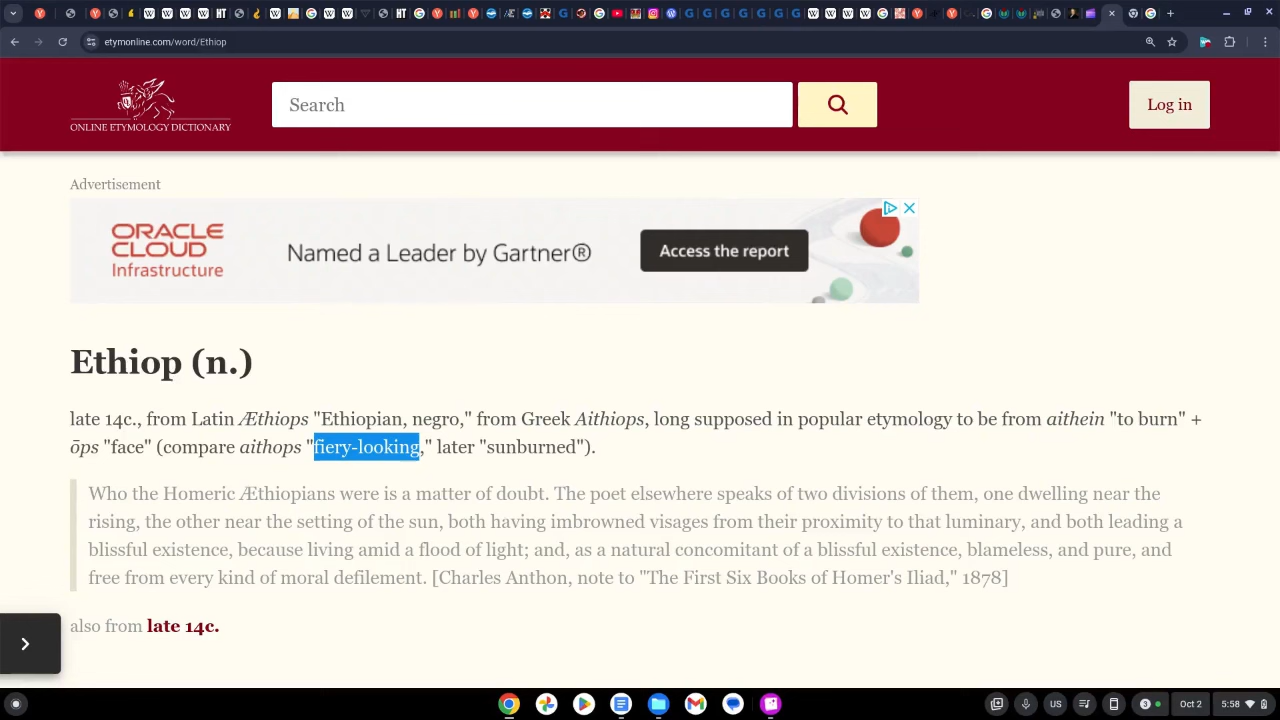 etymonline.com/word/Ethiop
ONLINE ETYMOLOGY DICTIONARY
Search
Log in
Advertisement
ORACLE
CLOUD
Infrastructure
Named a Leader by Gartner®
Access the report
Ethiop (n.)
late 14c., from Latin Æthiops "Ethiopian, negro," from Greek Aithiops, long supposed in popular etymology to be from aithein "to burn" +
ōps "face" (compare aithops "fiery-looking," later "sunburned").
Who the Homeric Æthiopians were is a matter of doubt. The poet elsewhere speaks of two divisions of them, one dwelling near the
rising, the other near the setting of the sun, both having imbrowned visages from their proximity to that luminary, and both leading a
blissful existence, because living amid a flood of light; and, as a natural concomitant of a blissful existence, blameless, and pure, and
free from every kind of moral defilement. [Charles Anthon, note to "The First Six Books of Homer's Iliad," 1878]
also from late 14c.
US
3
Oct 2
5:58